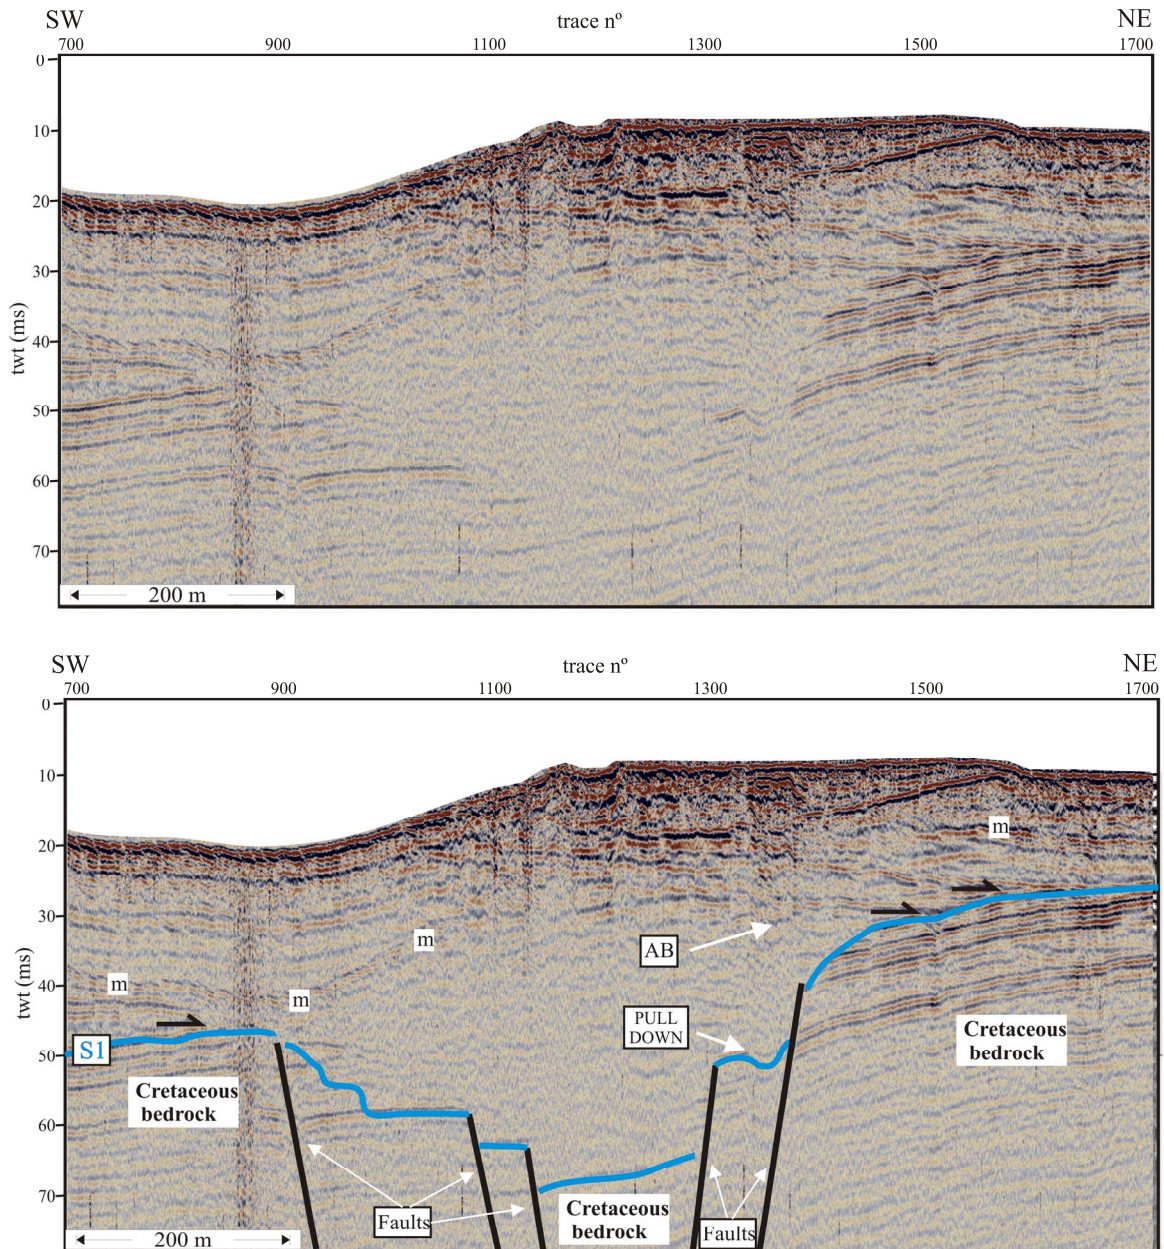 SW trace nº NE
700 900 1100 1300 1500 1700
0
10
20
30
40
50
60
70
twt (ms)
200 m
SW trace nº NE
700 900 1100 1300 1500 1700
0
10
20
30
40
50
60
70
twt (ms)
m
m
AB
m
m
PULL
DOWN
S1
Cretaceous
bedrock
Cretaceous
bedrock
Cretaceous
bedrock
Faults
Faults
200 m